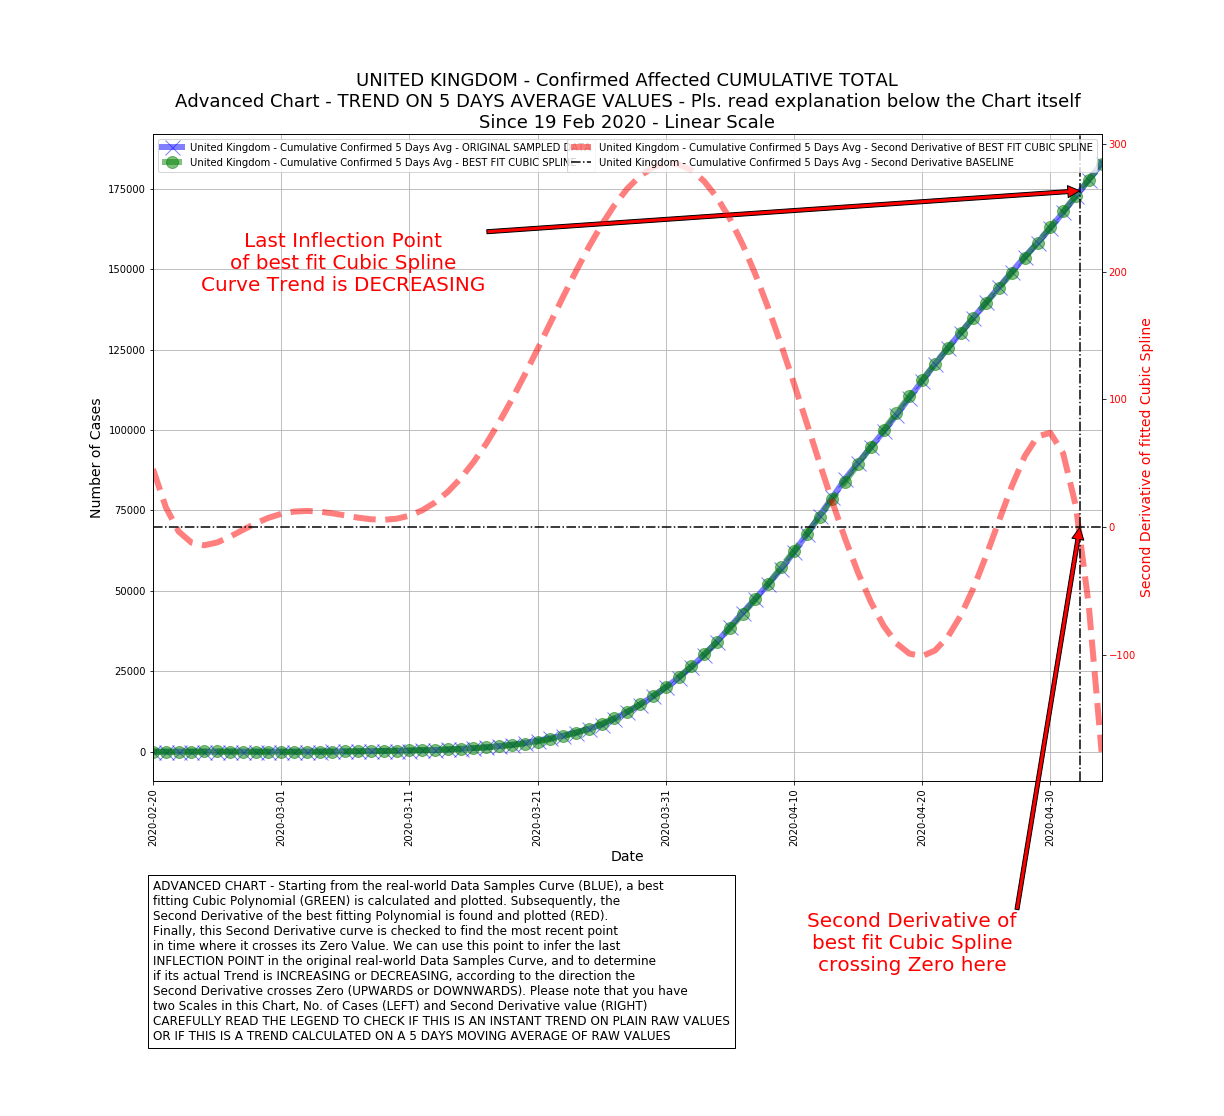 UNITED KINGDOM - Confirmed Affected CUMULATIVE TOTAL
Advanced Chart - TREND ON 5 DAYS AVERAGE VALUES - Pls. read explanation below the Chart itself
Since 19 Feb 2020 - Linear Scale
United Kingdom - Cumulative Confirmed 5 Days Avg - ORIGINAL SAMPLED
United Kingdom - Cumulative Confirmed 5 Days Avg - BEST FIT CUBIC SPLINE
United Kingdom - Cumulative Confirmed 5 Days Avg - Second Derivative of BEST FIT CUBIC SPLINE
United Kingdom - Cumulative Confirmed 5 Days Avg - Second Derivative BASELINE
Last Inflection Point
of best fit Cubic Spline
Curve Trend is DECREASING
Number of Cases
175000
150000
125000
100000
75000
50000
25000
0
300
200
100
0
−100
Second Derivative of fitted Cubic Spline
2020-02-20
2020-03-01
2020-03-11
2020-03-21
2020-03-31
2020-04-10
2020-04-20
2020-04-30
Date
ADVANCED CHART - Starting from the real-world Data Samples Curve (BLUE), a best
fitting Cubic Polynomial (GREEN) is calculated and plotted. Subsequently, the
Second Derivative of the best fitting Polynomial is found and plotted (RED).
Finally, this Second Derivative curve is checked to find the most recent point
in time where it crosses its Zero Value. We can use this point to infer the last
INFLECTION POINT in the original real-world Data Samples Curve, and to determine
if its actual Trend is INCREASING or DECREASING, according to the direction the
Second Derivative crosses Zero (UPWARDS or DOWNWARDS). Please note that you have
two Scales in this Chart, No. of Cases (LEFT) and Second Derivative value (RIGHT)
CAREFULLY READ THE LEGEND TO CHECK IF THIS IS AN INSTANT TREND ON PLAIN RAW VALUES
OR IF THIS IS A TREND CALCULATED ON A 5 DAYS MOVING AVERAGE OF RAW VALUES
Second Derivative of
best fit Cubic Spline
crossing Zero here